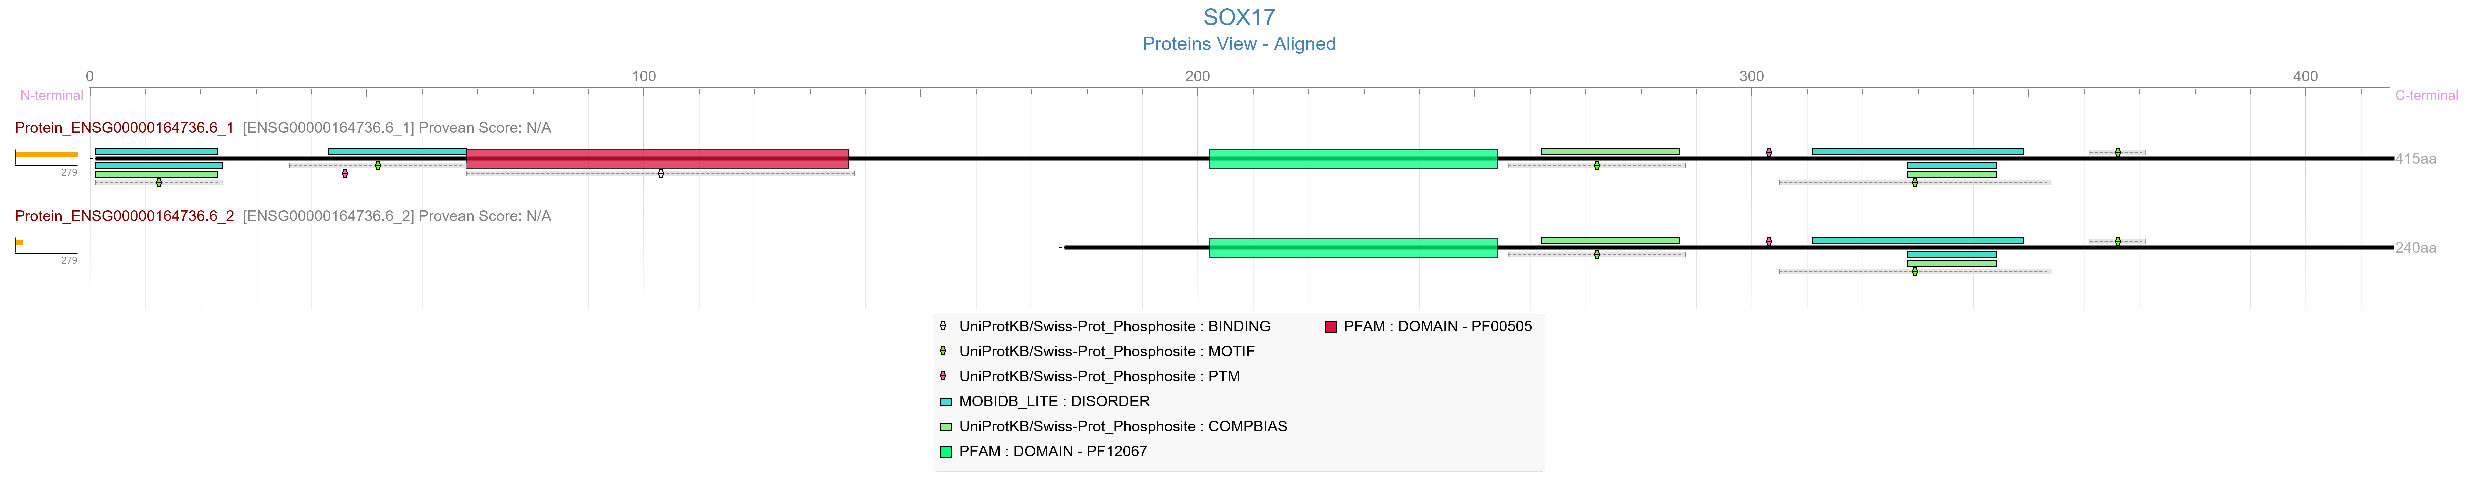 SOX17
Proteins View - Aligned
0 100 200 300 400
N-terminal C-terminal
Protein_ENSG00000164736.6_1 [ENSG00000164736.6_1] Provean Score: N/A
415aa
279
Protein_ENSG00000164736.6_2 [ENSG00000164736.6_2] Provean Score: N/A
240aa
279
UniProtKB/Swiss-Prot_Phosphosite : BINDING
PFAM : DOMAIN - PF00505
UniProtKB/Swiss-Prot_Phosphosite : MOTIF
UniProtKB/Swiss-Prot_Phosphosite : PTM
MOBIDB_LITE : DISORDER
UniProtKB/Swiss-Prot_Phosphosite : COMPBIAS
PFAM : DOMAIN - PF12067